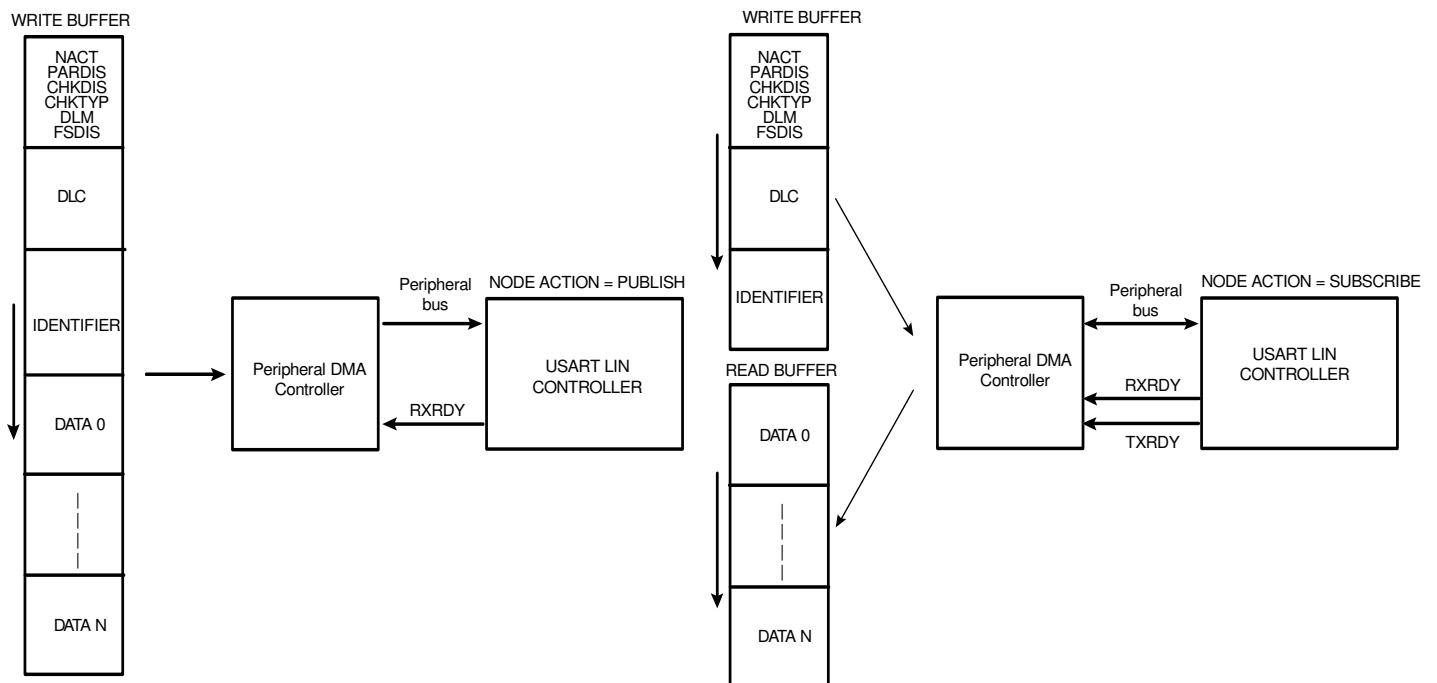 WRITE BUFFER
NACT
PARDIS
CHKDIS
CHKTYP
DLM
FSDIS
DLC
IDENTIFIER
DATA 0
DATA N
Peripheral DMA
Controller
Peripheral
bus
RXRDY
NODE ACTION = PUBLISH
USART LIN
CONTROLLER
WRITE BUFFER
NACT
PARDIS
CHKDIS
CHKTYP
DLM
FSDIS
DLC
IDENTIFIER
READ BUFFER
DATA 0
DATA N
Peripheral DMA
Controller
Peripheral
bus
RXRDY
TXRDY
NODE ACTION = SUBSCRIBE
USART LIN
CONTROLLER